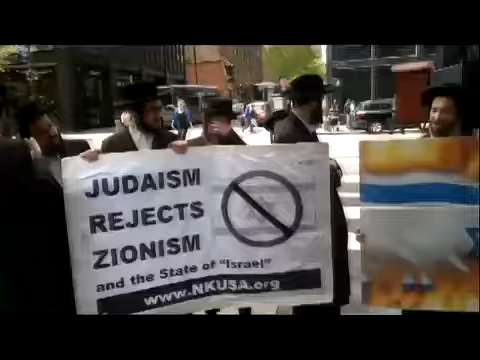 JUDAISM
REJECTS
ZIONISM
and the State of "Israel"
www.NKUSA.org